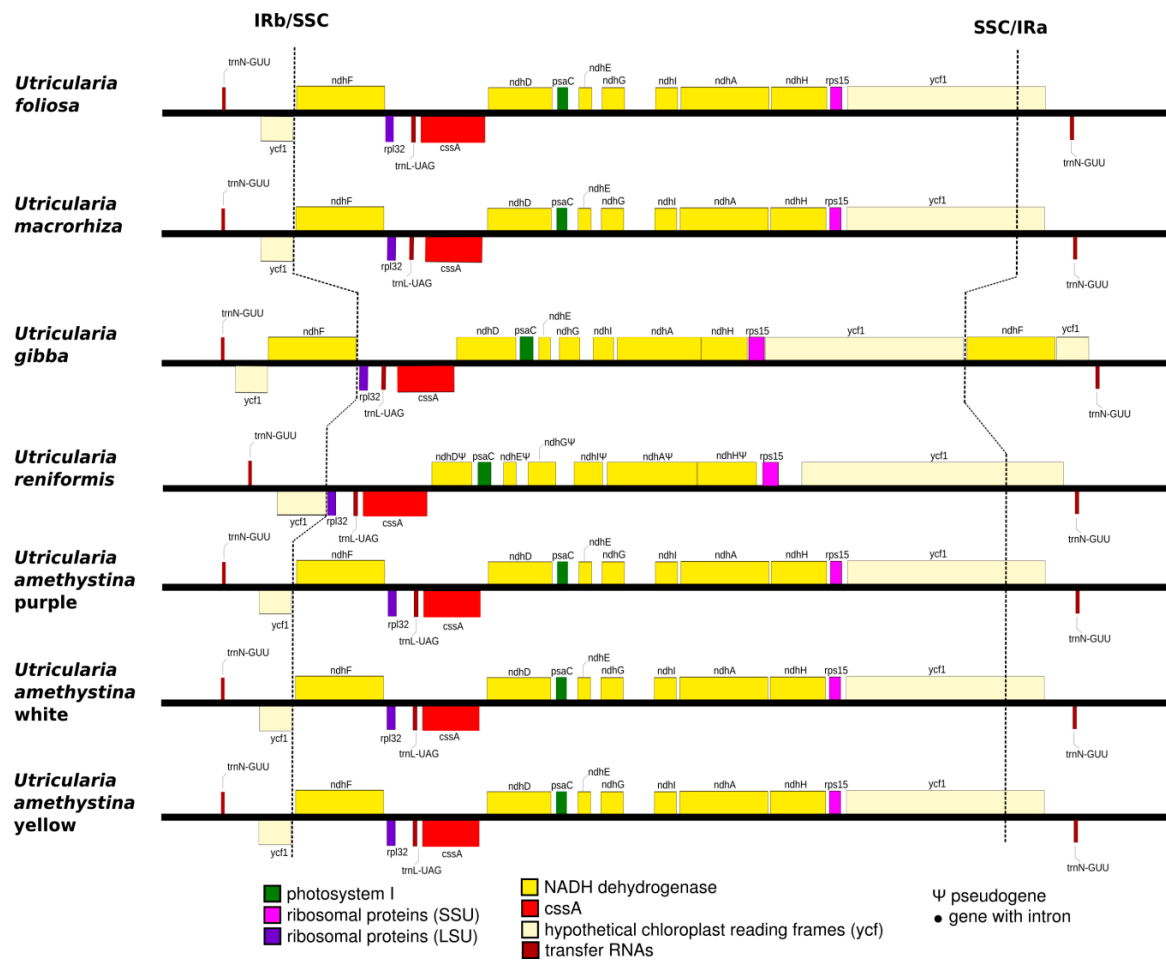 IRb/SSC
SSC/IRa
Utricularia
foliosa
trnN-GUU
ndhF
ndhD
psaC
ndhE
ndhG
ndhI
ndhA
ndhH
rps15
ycf1
ycf1
rpl32
trnL-UAG
cssA
trnN-GUU
Utricularia
macrorhiza
trnN-GUU
ndhF
ndhD
psaC
ndhE
ndhG
ndhI
ndhA
ndhH
rps15
ycf1
ycf1
rpl32
trnL-UAG
cssA
trnN-GUU
Utricularia
gibba
trnN-GUU
ndhF
ndhD
psaC
ndhE
ndhG
ndhI
ndhA
ndhH
rps15
ycf1
ndhF
ycf1
ycf1
rpl32
trnL-UAG
cssA
trnN-GUU
Utricularia
reniformis
trnN-GUU
ndhDΨ
psaC
ndhEΨ
ndhGΨ
ndhIΨ
ndhAΨ
ndhHΨ
rps15
ycf1
ycf1
rpl32
trnL-UAG
cssA
trnN-GUU
Utricularia
amethystina
purple
trnN-GUU
ndhF
ndhD
psaC
ndhE
ndhG
ndhI
ndhA
ndhH
rps15
ycf1
ycf1
rpl32
trnL-UAG
cssA
trnN-GUU
Utricularia
amethystina
white
trnN-GUU
ndhF
ndhD
psaC
ndhE
ndhG
ndhI
ndhA
ndhH
rps15
ycf1
ycf1
rpl32
trnL-UAG
cssA
trnN-GUU
Utricularia
amethystina
yellow
trnN-GUU
ndhF
ndhD
psaC
ndhE
ndhG
ndhI
ndhA
ndhH
rps15
ycf1
ycf1
rpl32
trnL-UAG
cssA
trnN-GUU
photosystem I
ribosomal proteins (SSU)
ribosomal proteins (LSU)
NADH dehydrogenase
cssA
hypothetical chloroplast reading frames (ycf)
transfer RNAs
Ψ pseudogene
● gene with intron